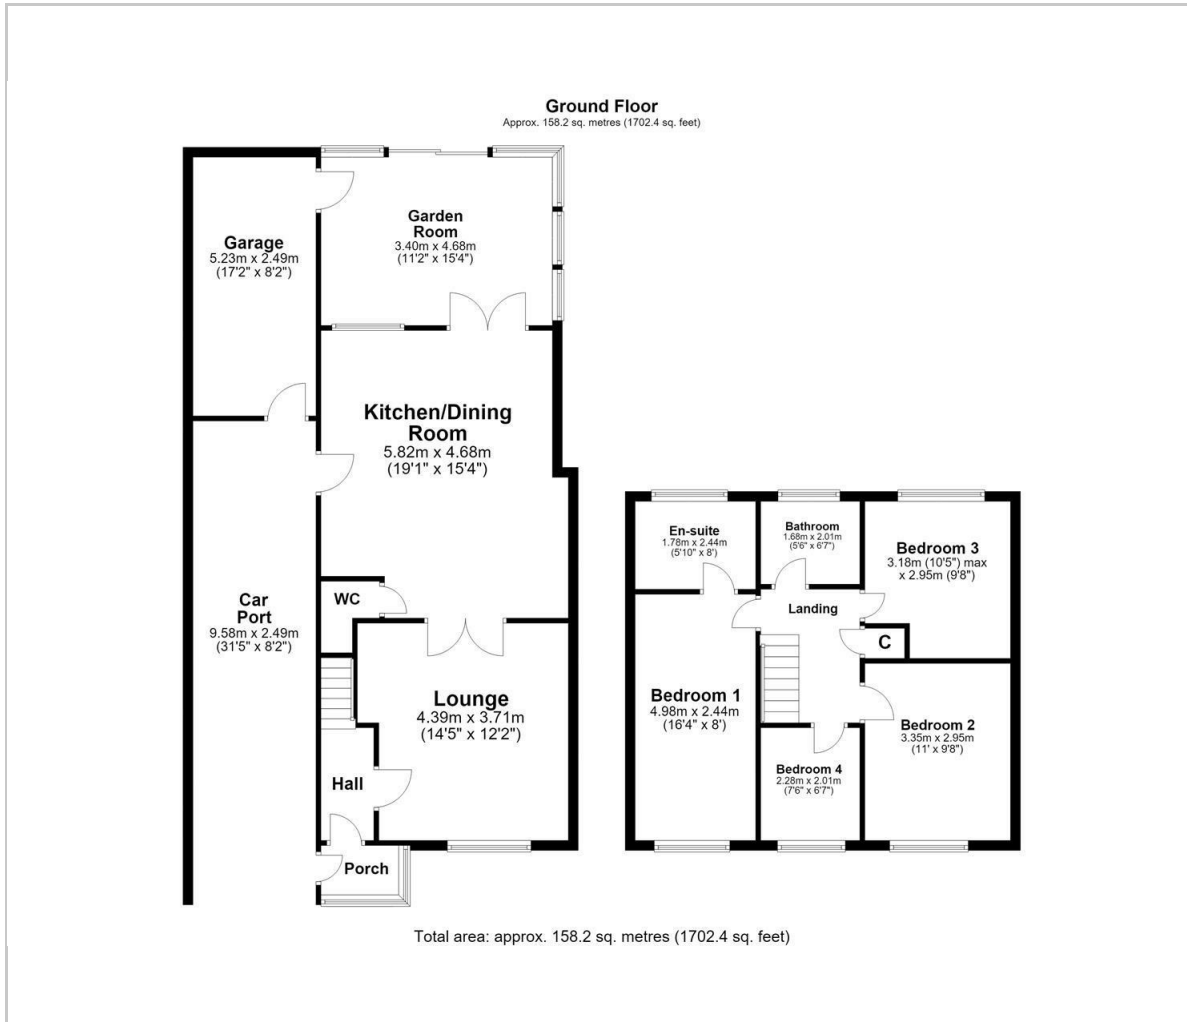 Ground Floor
Approx. 158.2 sq. metres (1702.4 sq. feet)
Garden
Room
3.40m x 4.68m
(11'2" x 15'4")
Garage
5.23m x 2.49m
(17'2" x 8'2")
Kitchen/Dining
Room
5.82m x 4.68m
(19'1" x 15'4")
Car
Port
9.58m x 2.49m
(31'5" x 8'2")
WC
Lounge
4.39m x 3.71m
(14'5" x 12'2")
Hall
Porch
En-suite
1.78m x 2.44m
(5'10" x 8')
Bathroom
1.68m x 2.01m
(5'6" x 6'7")
Bedroom 3
3.18m (10'5") max
x 2.95m (9'8")
Landing
C
Bedroom 1
4.98m x 2.44m
(16'4" x 8')
Bedroom 2
3.35m x 2.95m
(11' x 9'8")
Bedroom 4
2.28m x 2.01m
(7'6" x 6'7")
Total area: approx. 158.2 sq. metres (1702.4 sq. feet)